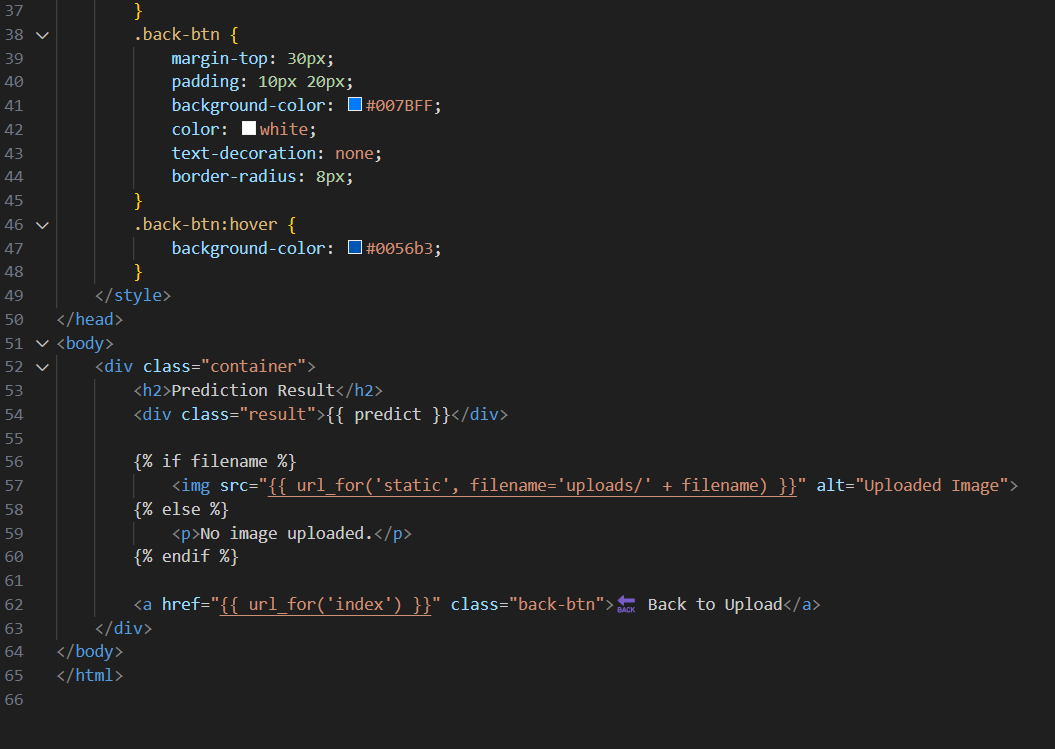 37 }
38 .back-btn {
39 margin-top: 30px;
40 padding: 10px 20px;
41 background-color: #007BFF;
42 color: white;
43 text-decoration: none;
44 border-radius: 8px;
45 }
46 .back-btn:hover {
47 background-color: #0056b3;
48 }
49 </style>
50 </head>
51 <body>
52 <div class="container">
53 <h2>Prediction Result</h2>
54 <div class="result">{{ predict }}</div>
55
56 {% if filename %}
57 <img src="{{ url_for('static', filename='uploads/' + filename) }}" alt="Uploaded Image">
58 {% else %}
59 <p>No image uploaded.</p>
60 {% endif %}
61
62 <a href="{{ url_for('index') }}" class="back-btn">🔙 Back to Upload</a>
63 </div>
64 </body>
65 </html>
66